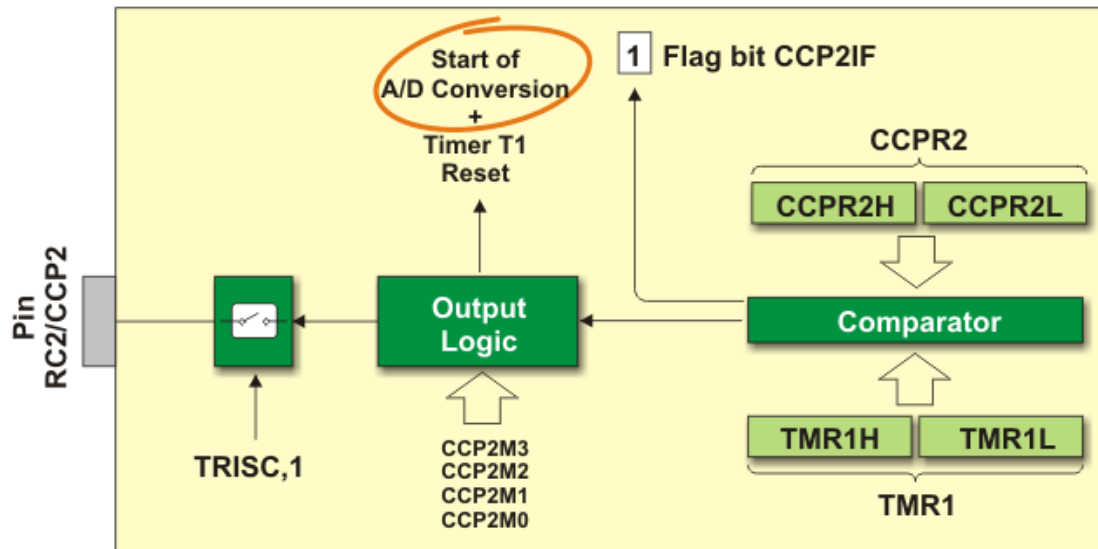 Start of
A/D Conversion
+
Timer T1
Reset
1 Flag bit CCP2IF
CCPR2
CCPR2H CCPR2L
Pin
RC2/CCP2
Output
Logic
Comparator
TRISC,1
CCP2M3
CCP2M2
CCP2M1
CCP2M0
TMR1H TMR1L
TMR1